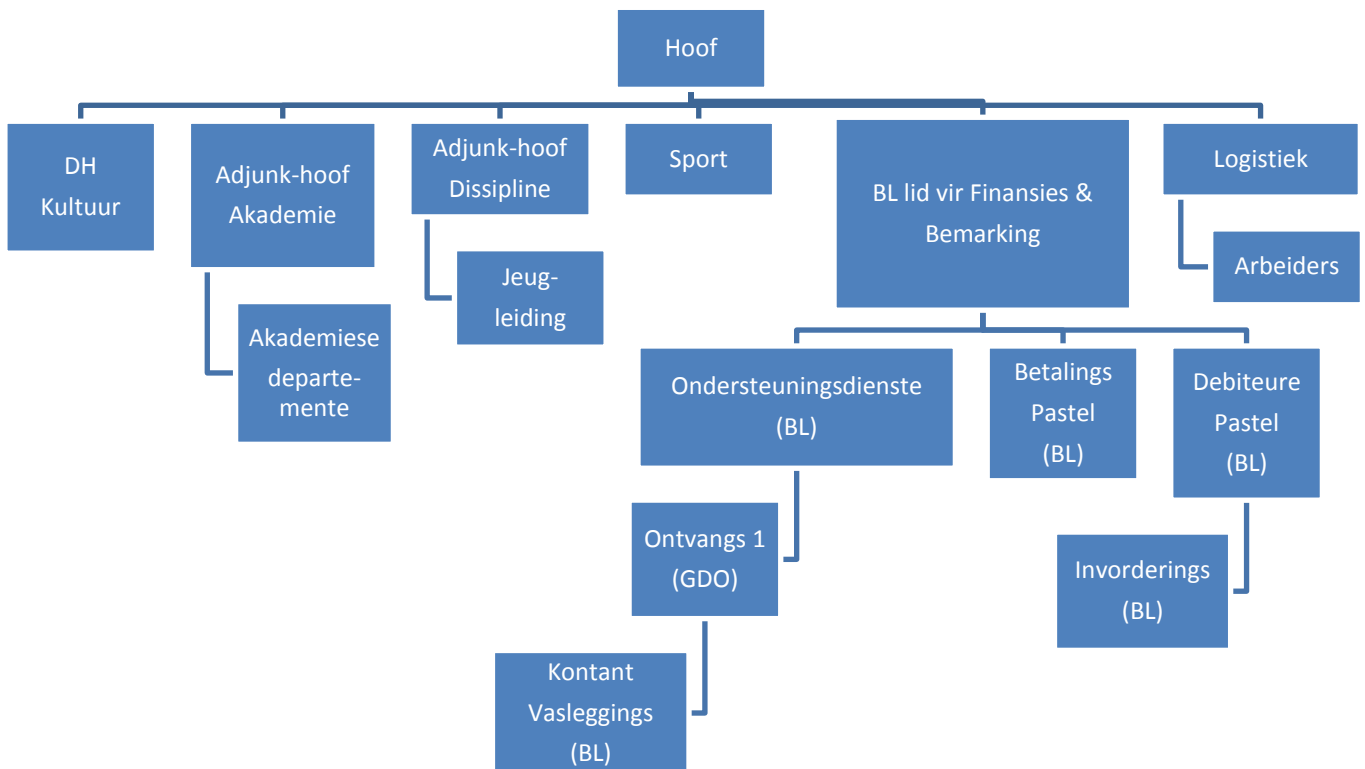 Hoof
DH
Kultuur
Adjunk-hoof
Akademie
Adjunk-hoof
Dissipline
Sport
BL lid vir Finansies &
Bemarking
Logistiek
Akademiese
departe-
mente
Jeug-
leiding
Arbeiders
Ondersteuningsdienste
(BL)
Betalings
Pastel
(BL)
Debiteure
Pastel
(BL)
Ontvangs 1
(GDO)
Invorderings
(BL)
Kontant
Vasleggings
(BL)